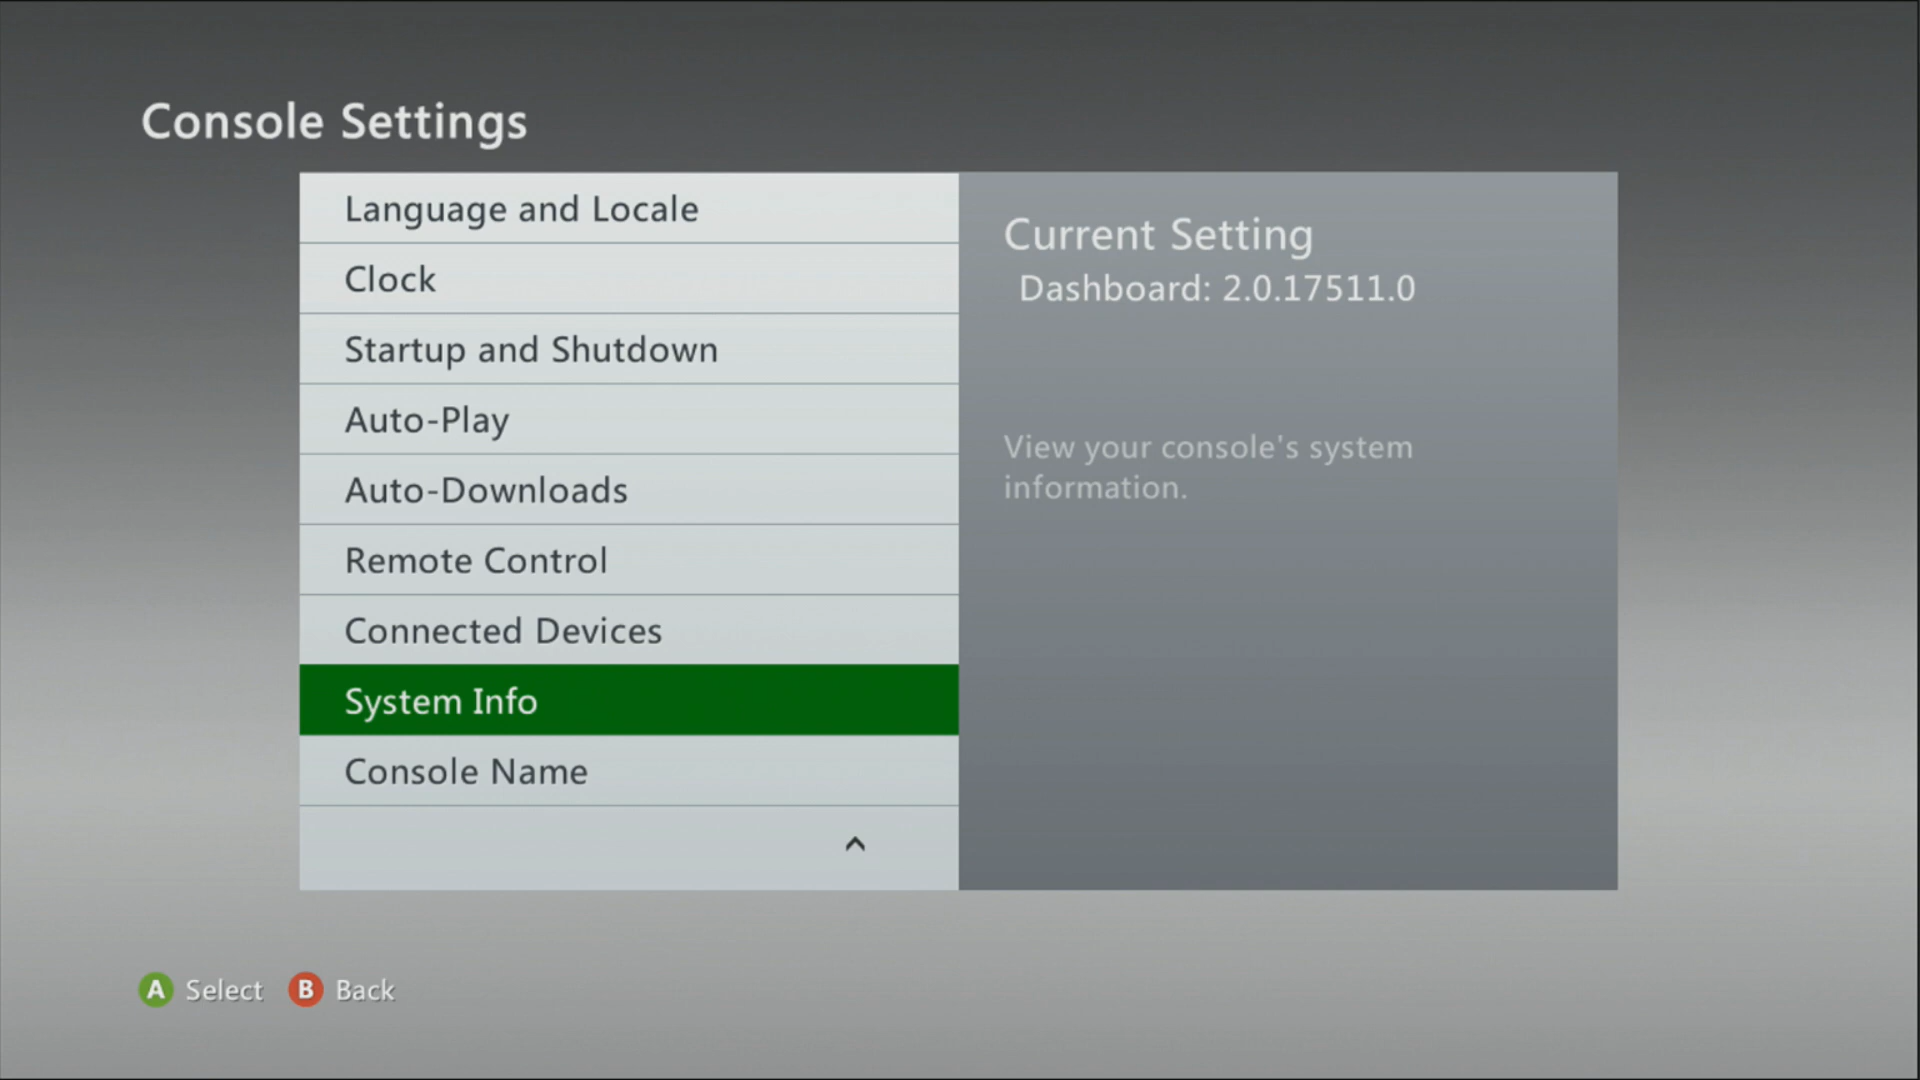 Console Settings
Language and Locale
Clock
Startup and Shutdown
Auto-Play
Auto-Downloads
Remote Control
Connected Devices
System Info
Console Name
Current Setting
Dashboard: 2.0.17511.0
View your console's system
information.
A Select B Back